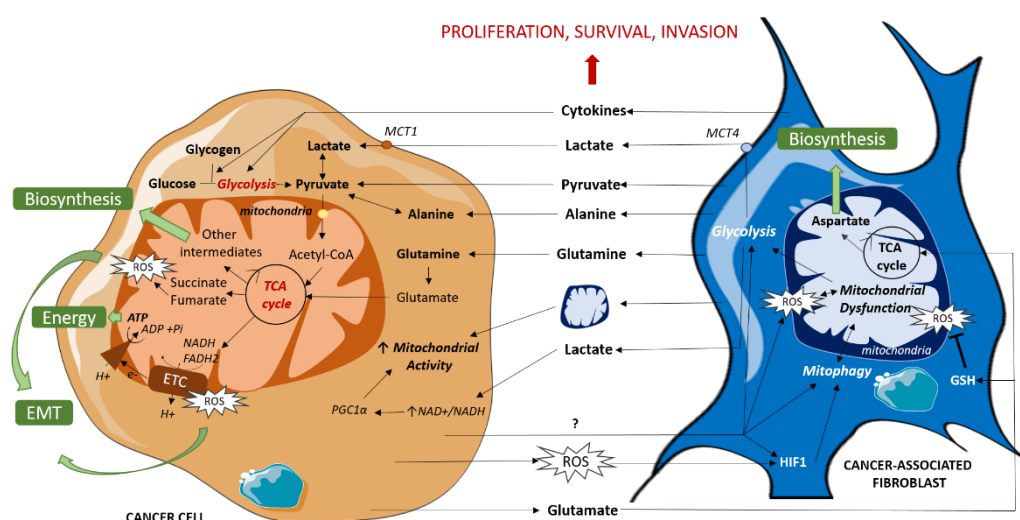 PROLIFERATION, SURVIVAL, INVASION
Cytokines
MCT1
MCT4
Biosynthesis
Glycogen
Lactate
Lactate
Glucose
Glycolysis
Pyruvate
Pyruvate
Biosynthesis
mitochondria
Alanine
Alanine
Aspartate
Glycolysis
TCA
cycle
Other
intermediates
Acetyl-CoA
Glutamine
Glutamine
ROS
Succinate
Fumarate
TCA
cycle
Glutamate
Mitochondrial
Dysfunction
ROS
ROS
Energy
ATP
ADP +Pi
NADH
FADH2
↑ Mitochondrial
Activity
Lactate
mitochondria
Mitophagy
GSH
H+
e-
ETC
ROS
H+
EMT
PGC1α
↑NAD+/NADH
?
ROS
HIF1
CANCER-ASSOCIATED
FIBROBLAST
Glutamate
CANCER CELL